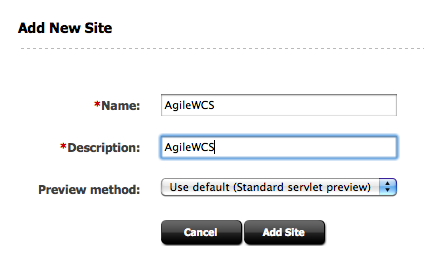 Add New Site
*Name: AgileWCS
*Description: AgileWCS
Preview method: Use default (Standard servlet preview)
Cancel Add Site